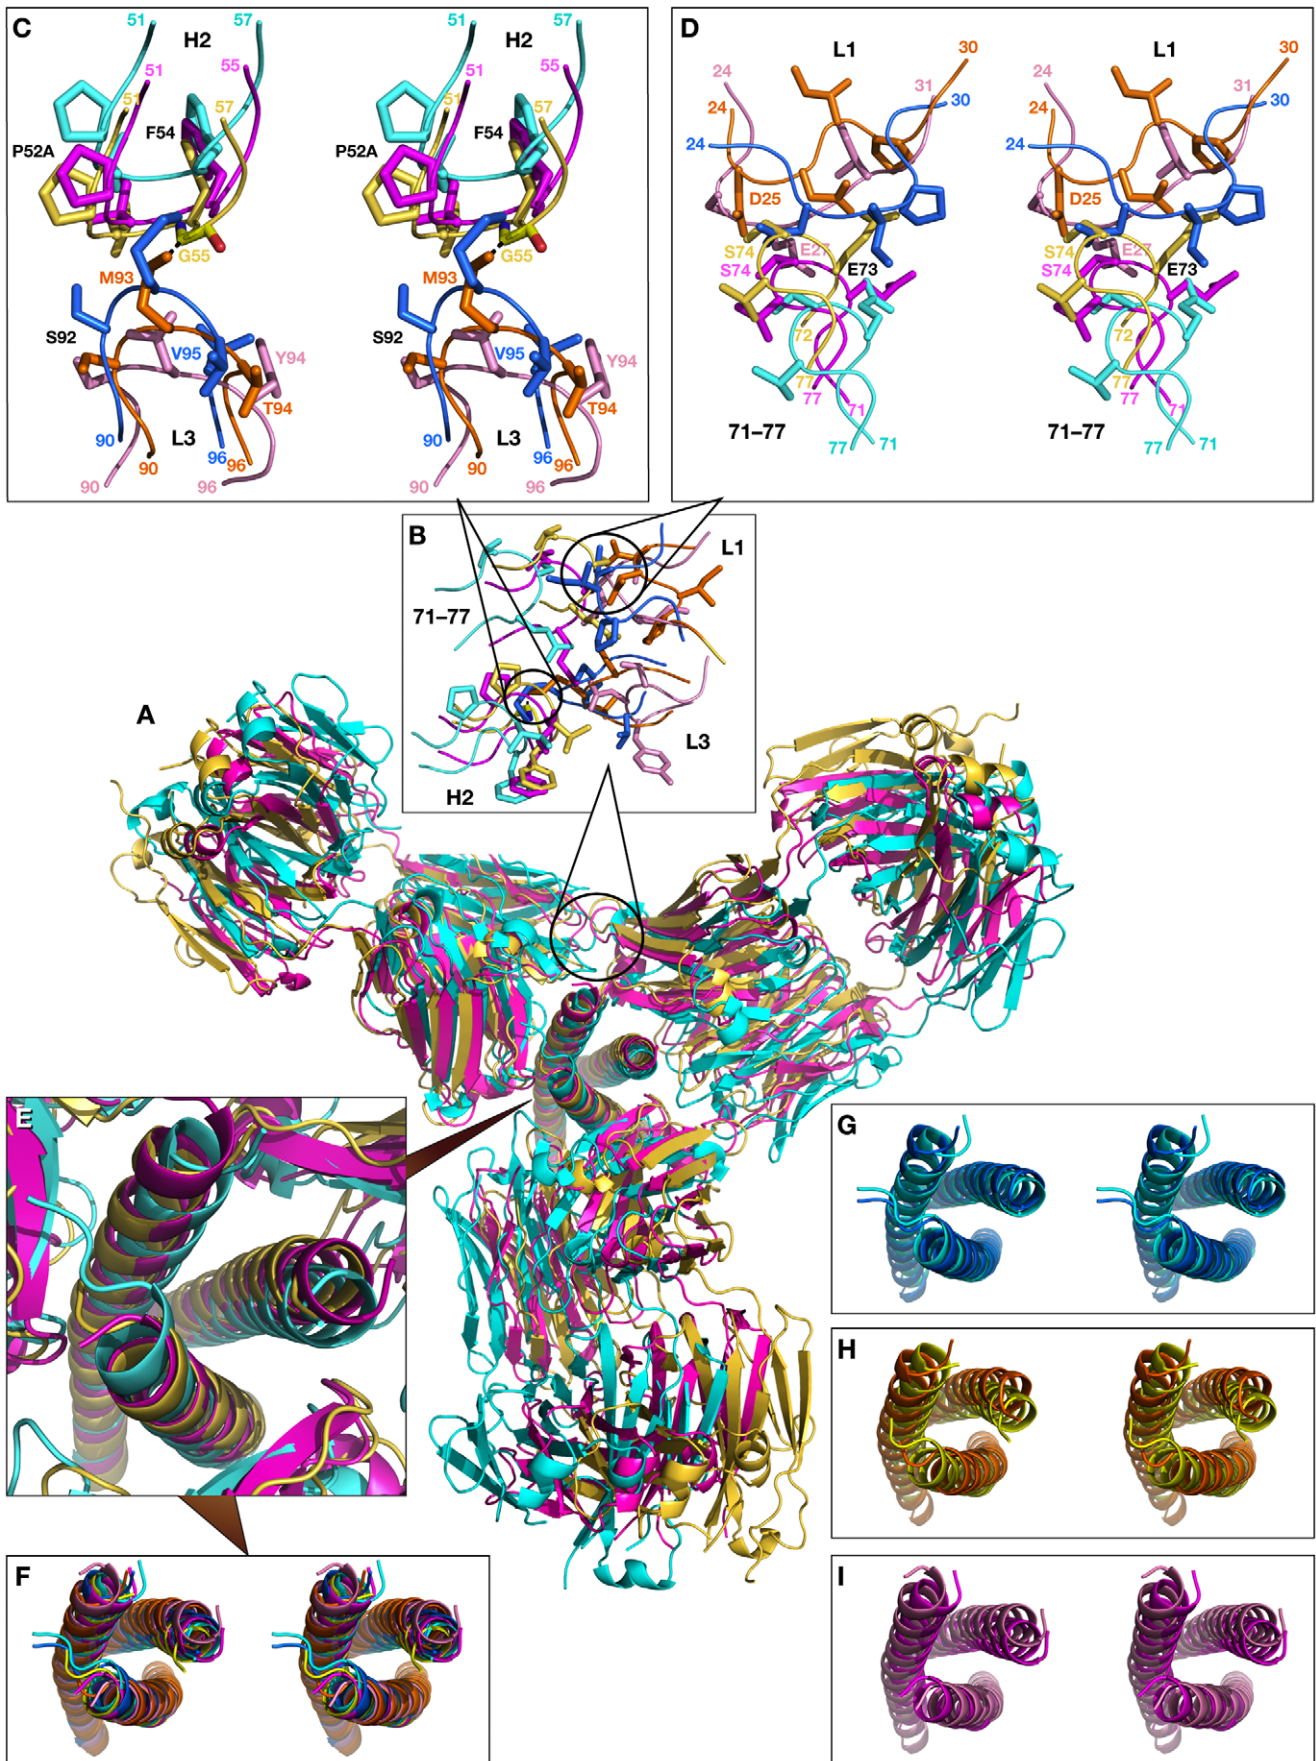 C
51
57
H2
51
55
51
57
F54
P52A
G55
M93
S92
V95
Y94
T94
90
L3
96
90
96
90
96
51
57
H2
51
55
51
57
F54
P52A
G55
M93
S92
V95
Y94
T94
90
L3
96
90
96
90
96
D
L1
30
24
31
24
30
24
D25
S74
E27
S74
E73
72
77
77
71
71–77
77
71
L1
30
24
31
24
30
24
D25
S74
E27
S74
E73
72
77
77
71
71–77
77
71
B
L1
71–77
L3
H2
A
E
G
H
F
I